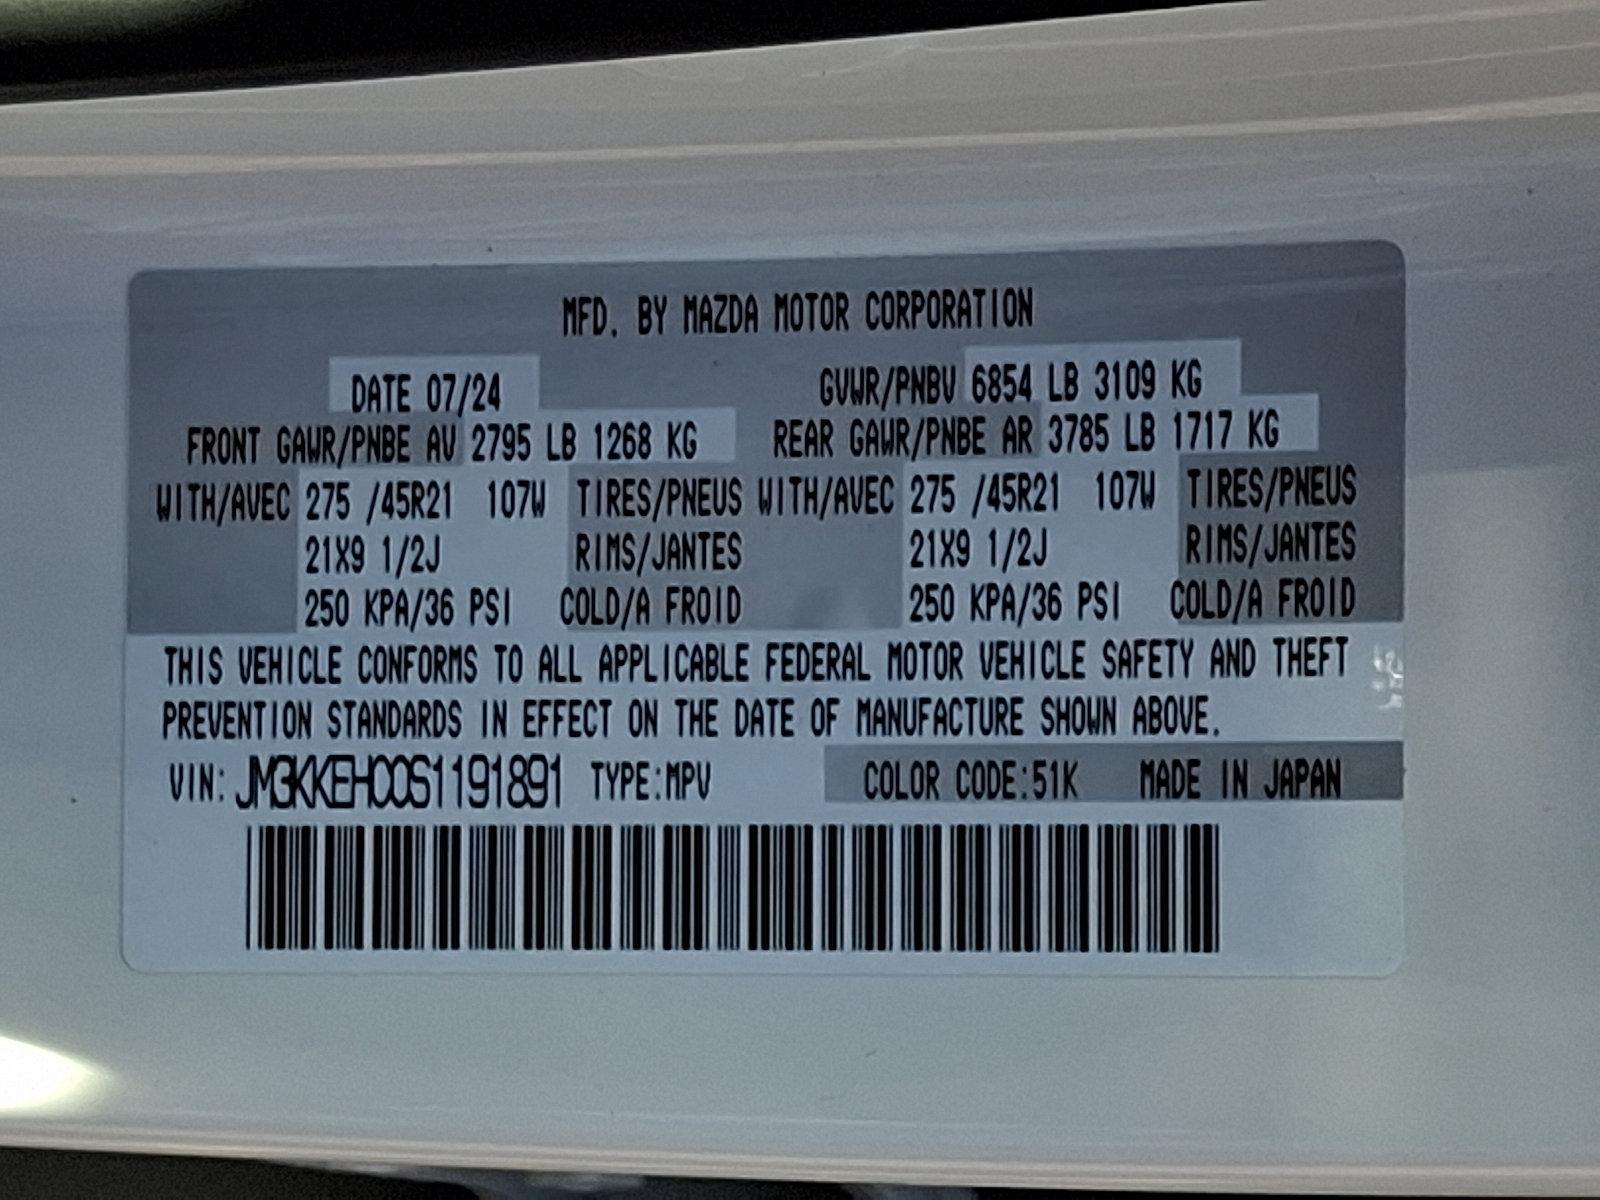 MFD. BY MAZDA MOTOR CORPORATION
DATE 07/24 GVWR/PNBV 6854 LB 3109 KG
FRONT GAWR/PNBE AV 2795 LB 1268 KG REAR GAWR/PNBE AR 3785 LB 1717 KG
WITH/AVEC 275 /45R21 107W TIRES/PNEUS WITH/AVEC 275 /45R21 107W TIRES/PNEUS
21X9 1/2J RIMS/JANTES 21X9 1/2J RIMS/JANTES
250 KPA/36 PSI COLD/A FROID 250 KPA/36 PSI COLD/A FROID
THIS VEHICLE CONFORMS TO ALL APPLICABLE FEDERAL MOTOR VEHICLE SAFETY AND THEFT
PREVENTION STANDARDS IN EFFECT ON THE DATE OF MANUFACTURE SHOWN ABOVE.
VIN: JM3KKEHD0S1191891 TYPE:MPV COLOR CODE:51K MADE IN JAPAN